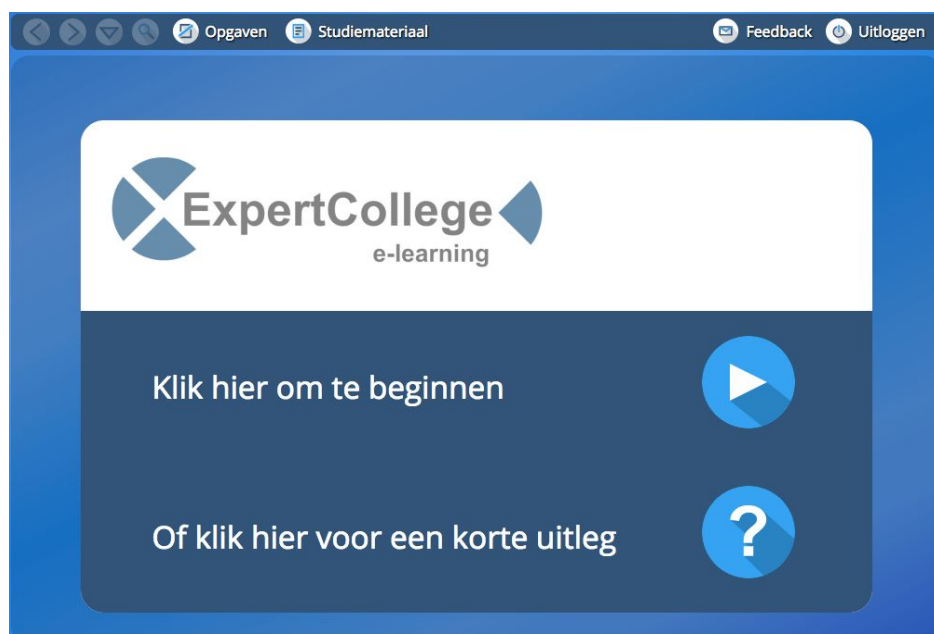 Opgaven Studiemateriaal Feedback Uitloggen
ExpertCollege
e-learning
Klik hier om te beginnen
Of klik hier voor een korte uitleg
?